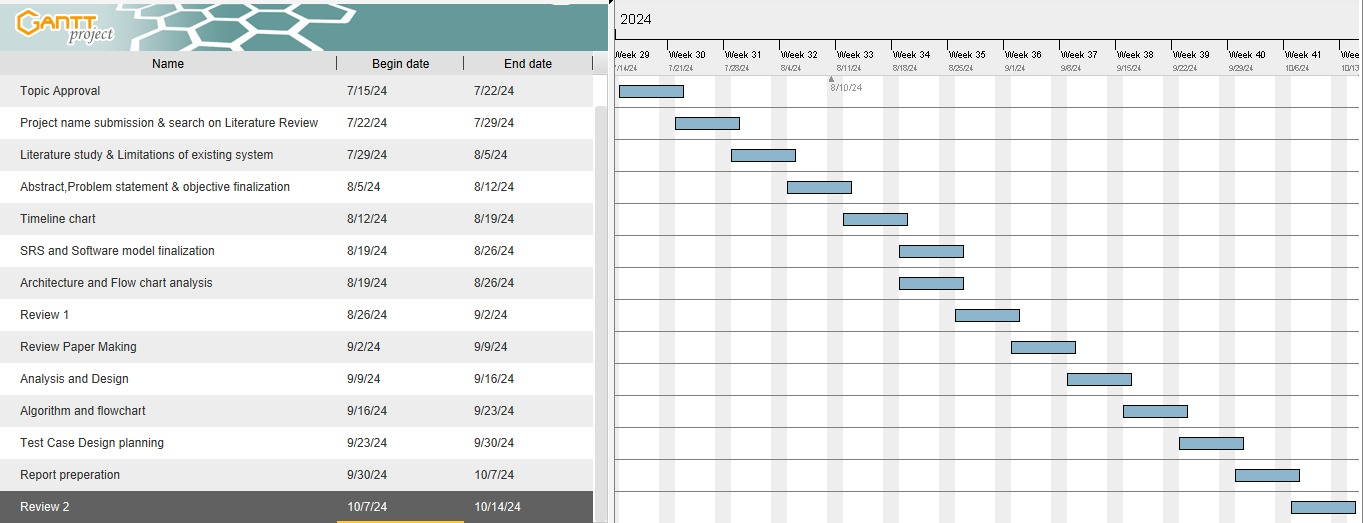 GANTT
project
2024
Name Begin date End date
Week 29 Week 30 Week 31 Week 32 Week 33 Week 34 Week 35 Week 36 Week 37 Week 38 Week 39 Week 40 Week 41 Wee
7/14/24 7/21/24 7/28/24 8/4/24 8/11/24 8/18/24 8/25/24 9/1/24 9/8/24 9/15/24 9/22/24 9/29/24 10/6/24 10/13
8/10/24
Topic Approval 7/15/24 7/22/24
Project name submission & search on Literature Review 7/22/24 7/29/24
Literature study & Limitations of existing system 7/29/24 8/5/24
Abstract,Problem statement & objective finalization 8/5/24 8/12/24
Timeline chart 8/12/24 8/19/24
SRS and Software model finalization 8/19/24 8/26/24
Architecture and Flow chart analysis 8/19/24 8/26/24
Review 1 8/26/24 9/2/24
Review Paper Making 9/2/24 9/9/24
Analysis and Design 9/9/24 9/16/24
Algorithm and flowchart 9/16/24 9/23/24
Test Case Design planning 9/23/24 9/30/24
Report preperation 9/30/24 10/7/24
Review 2 10/7/24 10/14/24